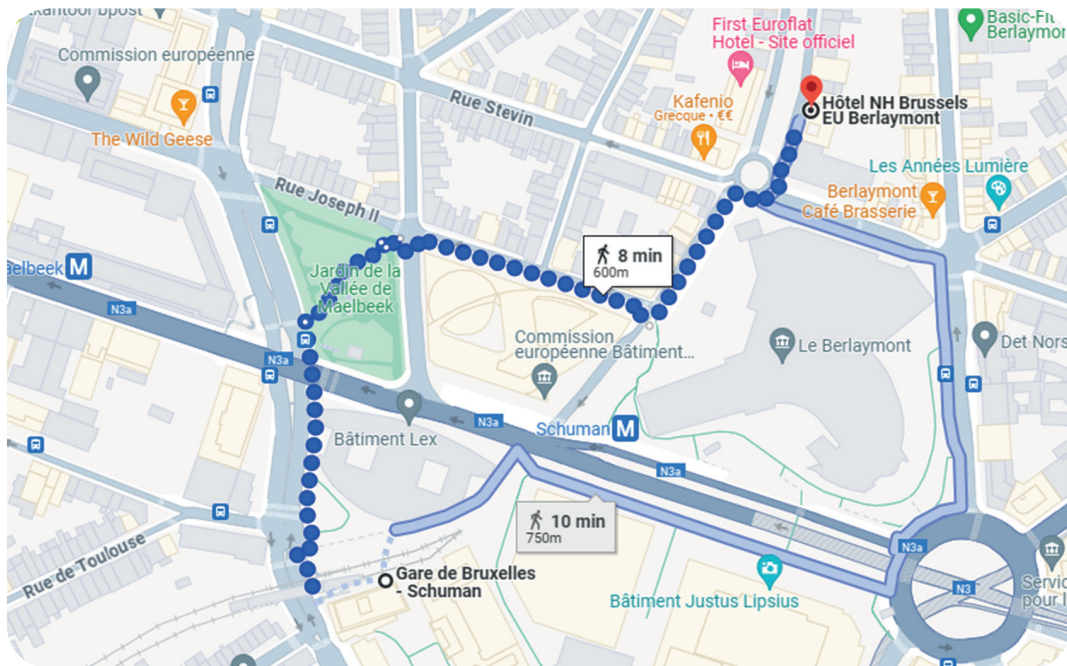 Commission européenne
The Wild Geese
First Euroflat
Hotel - Site officiel
Basic-Fit
Berlaymon
Rue Stevin
Kafenio
Grecque • €€
Hôtel NH Brussels
EU Berlaymont
Les Années Lumière
Berlaymont
Café Brasserie
Rue Joseph II
M
N3a
Jardin de la
Vallée de
Maelbeek
8 min
600m
Commission
européenne Bâtiment...
Le Berlaymont
Det Nors
N3a
Bâtiment Lex
N3a
Schuman M
N3a
10 min
750m
Rue de Toulouse
Gare de Bruxelles
- Schuman
Bâtiment Justus Lipsius
N3a
N3
Servic
pour l